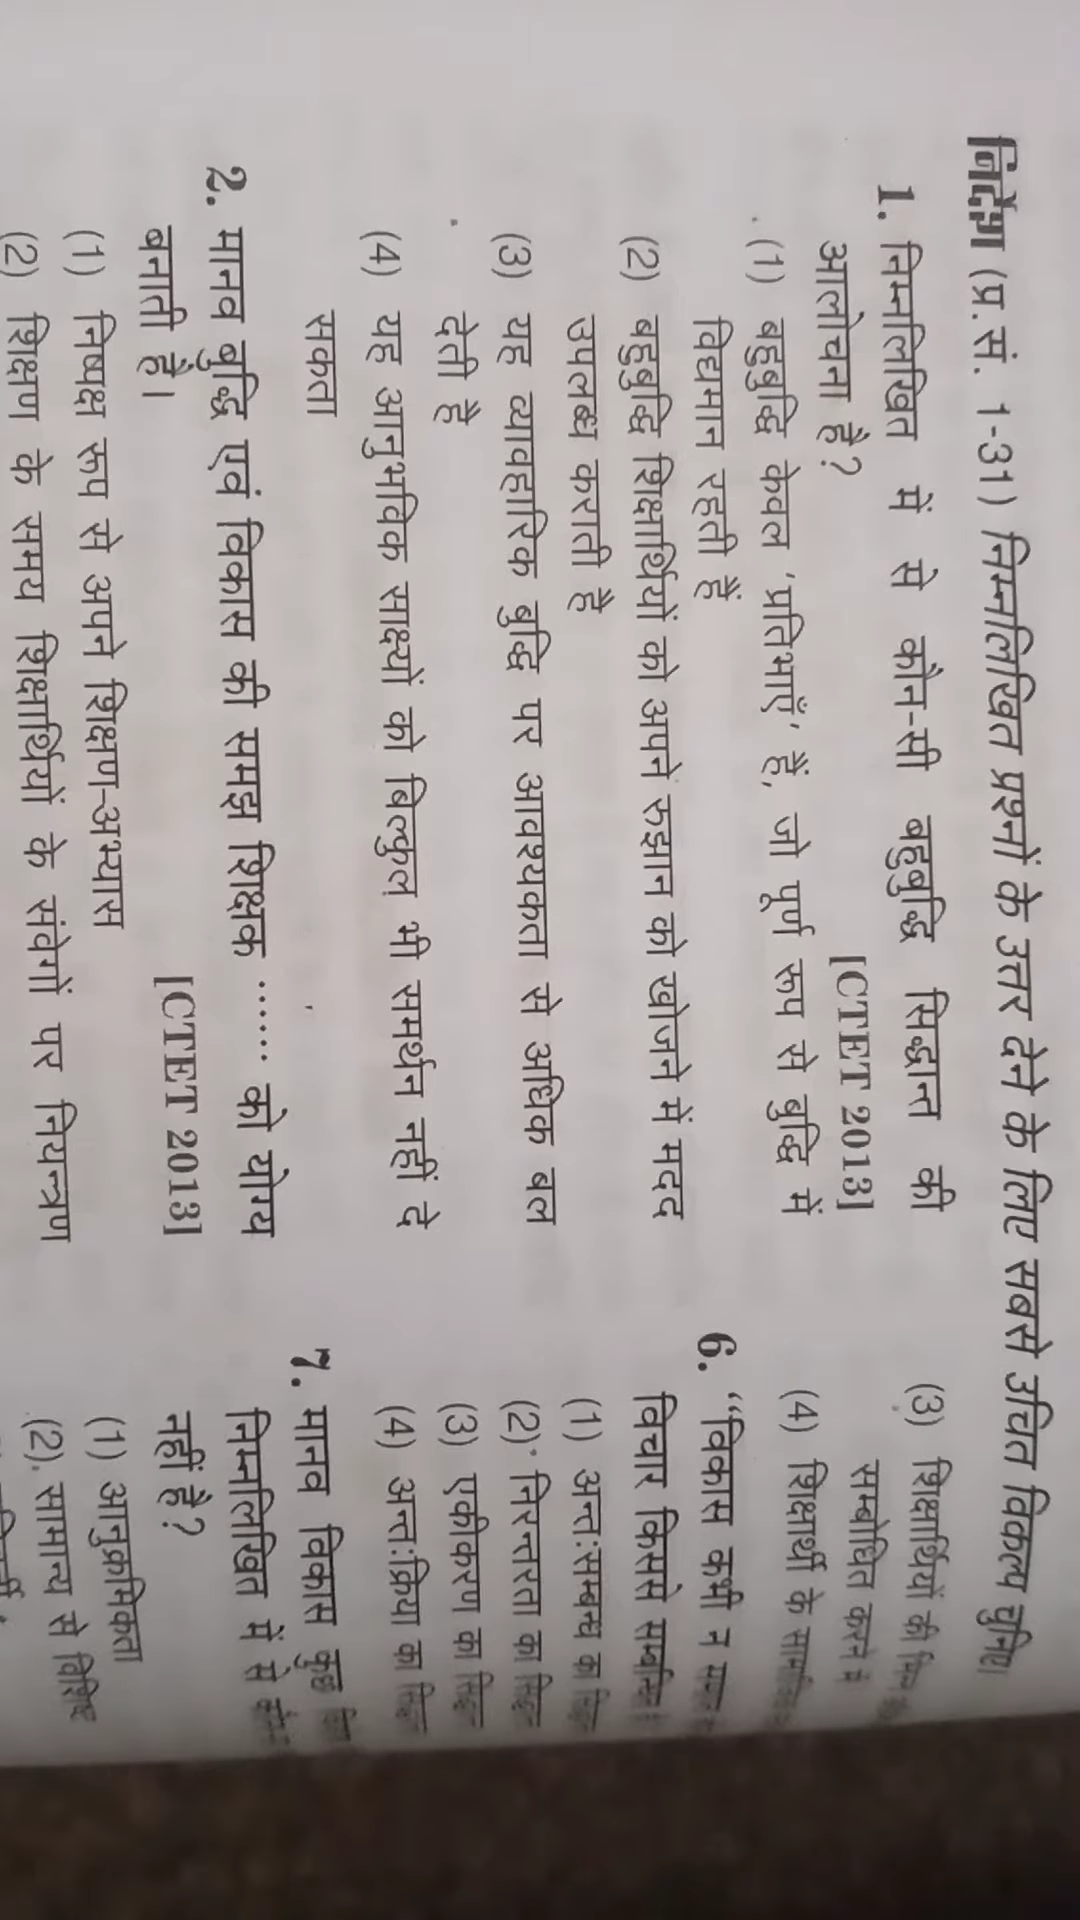 निर्देश (प्र.सं. 1-31) निम्नलिखित प्रश्नों के उत्तर देने के लिए सबसे उचित विकल्प चुनिए।
1. निम्नलिखित में से कौन-सी बहुबुद्धि सिद्धान्त की
आलोचना है? [CTET 2013]
(1) बहुबुद्धि केवल 'प्रतिभाएँ' हैं, जो पूर्ण रूप से बुद्धि में
विद्यमान रहती हैं
(2) बहुबुद्धि शिक्षार्थियों को अपने रुझान को खोजने में मदद
उपलब्ध कराती है
(3) यह व्यावहारिक बुद्धि पर आवश्यकता से अधिक बल
देती है
(4) यह आनुभविक साक्ष्यों को बिल्कुल भी समर्थन नहीं दे
सकता
2. मानव बुद्धि एवं विकास की समझ शिक्षक ...... को योग्य
बनाती है। [CTET 2013]
(1) निष्पक्ष रूप से अपने शिक्षण-अभ्यास
(2) शिक्षण के समय शिक्षार्थियों के संवेगों पर नियन्त्रण
(3) शिक्षार्थियों की
सम्बोधित करने में
(4) शिक्षार्थी के
6. "विकास कभी न
विचार किससे सम्बन्धित
(1) अन्त:सम्बन्ध का
(2) निरन्तरता का
(3) एकीकरण का
(4) अन्त:क्रिया का
7. मानव विकास कुछ
निम्नलिखित में से
नहीं है?
(1) आनुक्रमिकता
(2) सामान्य से विशिष्ट